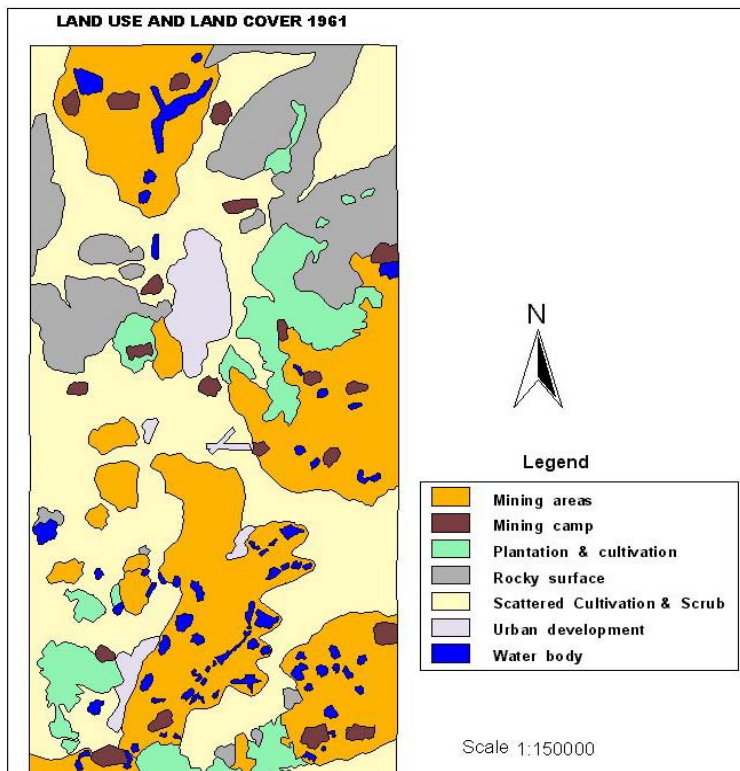 LAND USE AND LAND COVER 1961
N
Legend
Mining areas
Mining camp
Plantation & cultivation
Rocky surface
Scattered Cultivation & Scrub
Urban development
Water body
Scale 1:150000